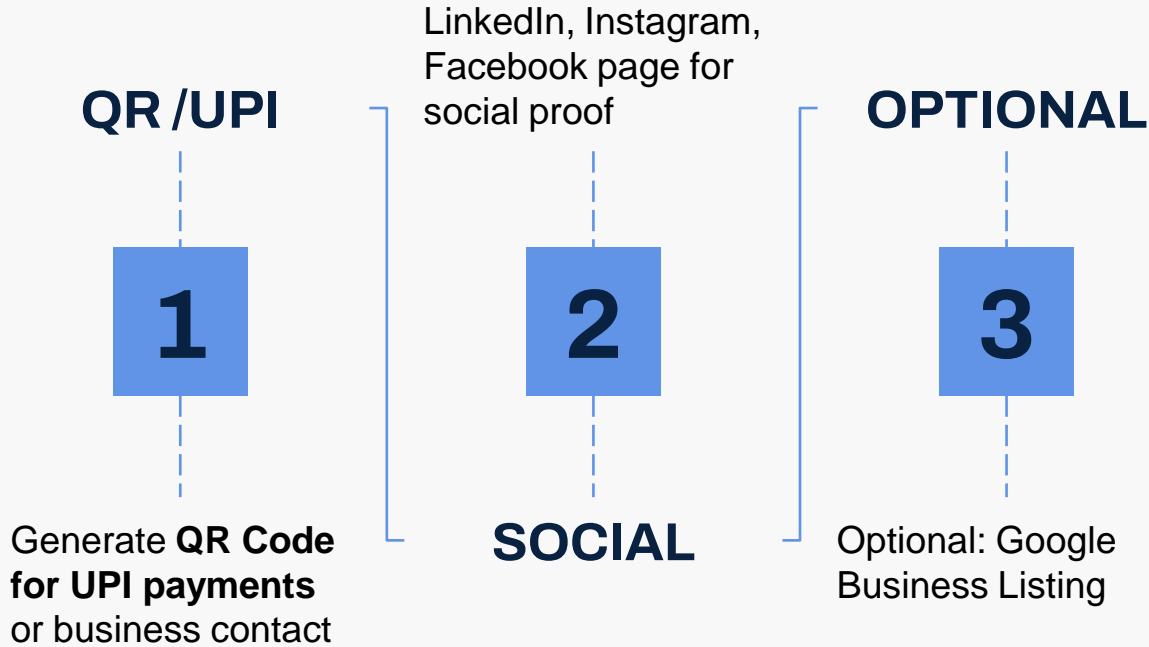 QR /UPI
1
Generate QR Code
for UPI payments
or business contact
LinkedIn, Instagram,
Facebook page for
social proof
2
SOCIAL
OPTIONAL
3
Optional: Google
Business Listing